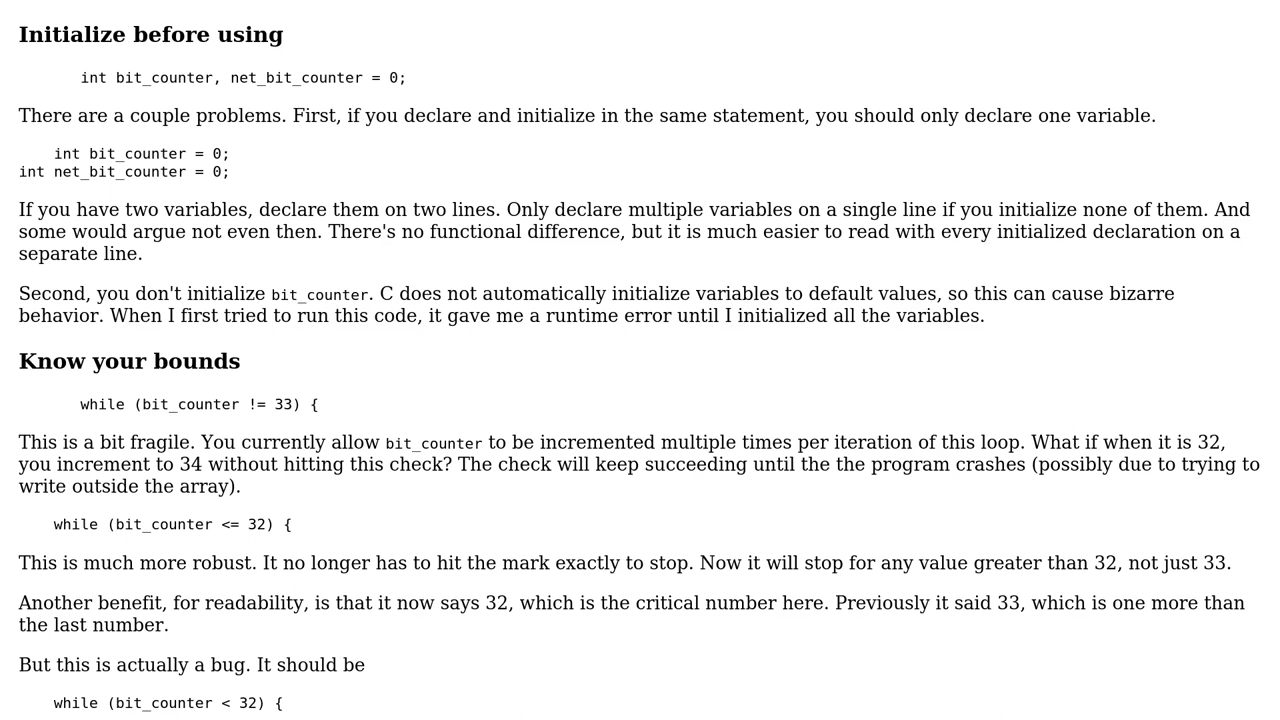 Initialize before using
int bit_counter, net_bit_counter = 0;
There are a couple problems. First, if you declare and initialize in the same statement, you should only declare one variable.
int bit_counter = 0;
int net_bit_counter = 0;
If you have two variables, declare them on two lines. Only declare multiple variables on a single line if you initialize none of them. And
some would argue not even then. There's no functional difference, but it is much easier to read with every initialized declaration on a
separate line.
Second, you don't initialize bit_counter. C does not automatically initialize variables to default values, so this can cause bizarre
behavior. When I first tried to run this code, it gave me a runtime error until I initialized all the variables.
Know your bounds
while (bit_counter != 33) {
This is a bit fragile. You currently allow bit_counter to be incremented multiple times per iteration of this loop. What if when it is 32,
you increment to 34 without hitting this check? The check will keep succeeding until the the program crashes (possibly due to trying to
write outside the array).
while (bit_counter <= 32) {
This is much more robust. It no longer has to hit the mark exactly to stop. Now it will stop for any value greater than 32, not just 33.
Another benefit, for readability, is that it now says 32, which is the critical number here. Previously it said 33, which is one more than
the last number.
But this is actually a bug. It should be
while (bit_counter < 32) {